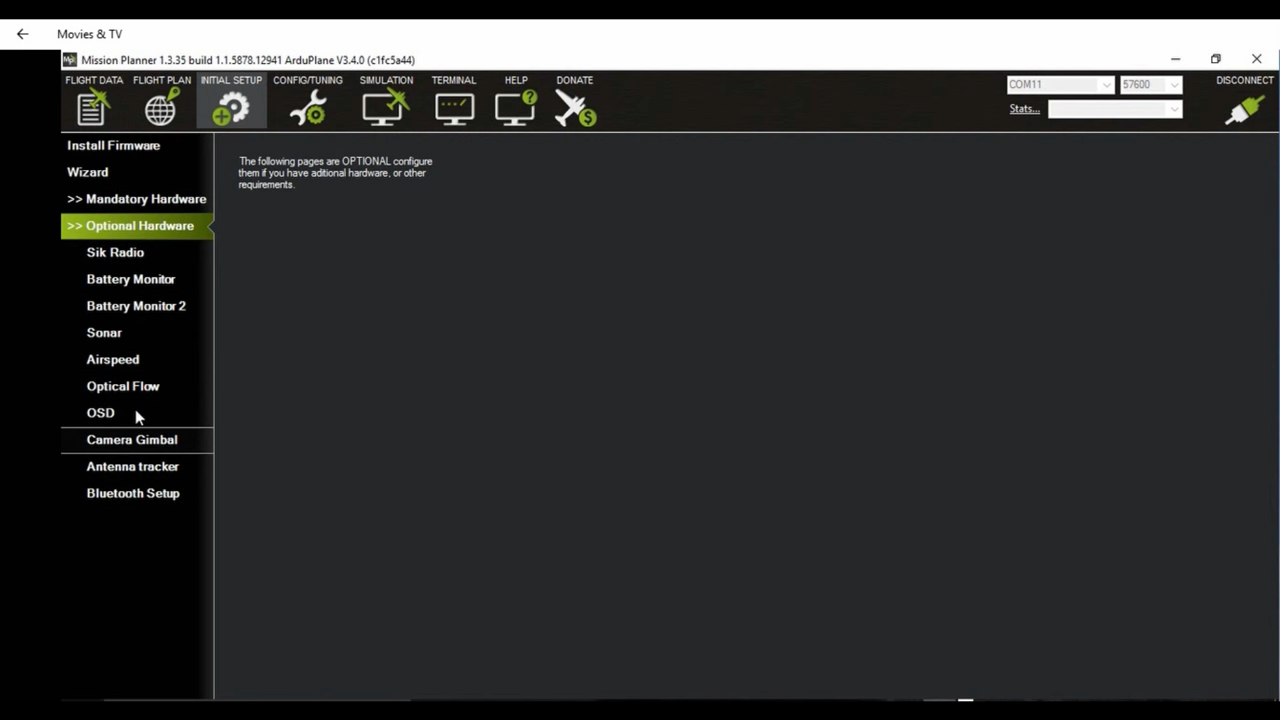 Movies & TV
Mission Planner 1.3.35 build 1.1.5878.12941 ArduPlane V3.4.0 (c1fc5a44)
FLIGHT DATA FLIGHT PLAN INITIAL SETUP CONFIG/TUNING SIMULATION TERMINAL HELP DONATE
COM11 57600 DISCONNECT
Stats...
Install Firmware
Wizard
>> Mandatory Hardware
>> Optional Hardware
Sik Radio
Battery Monitor
Battery Monitor 2
Sonar
Airspeed
Optical Flow
OSD
Camera Gimbal
Antenna tracker
Bluetooth Setup
The following pages are OPTIONAL configure
them if you have aditional hardware, or other
requirements.